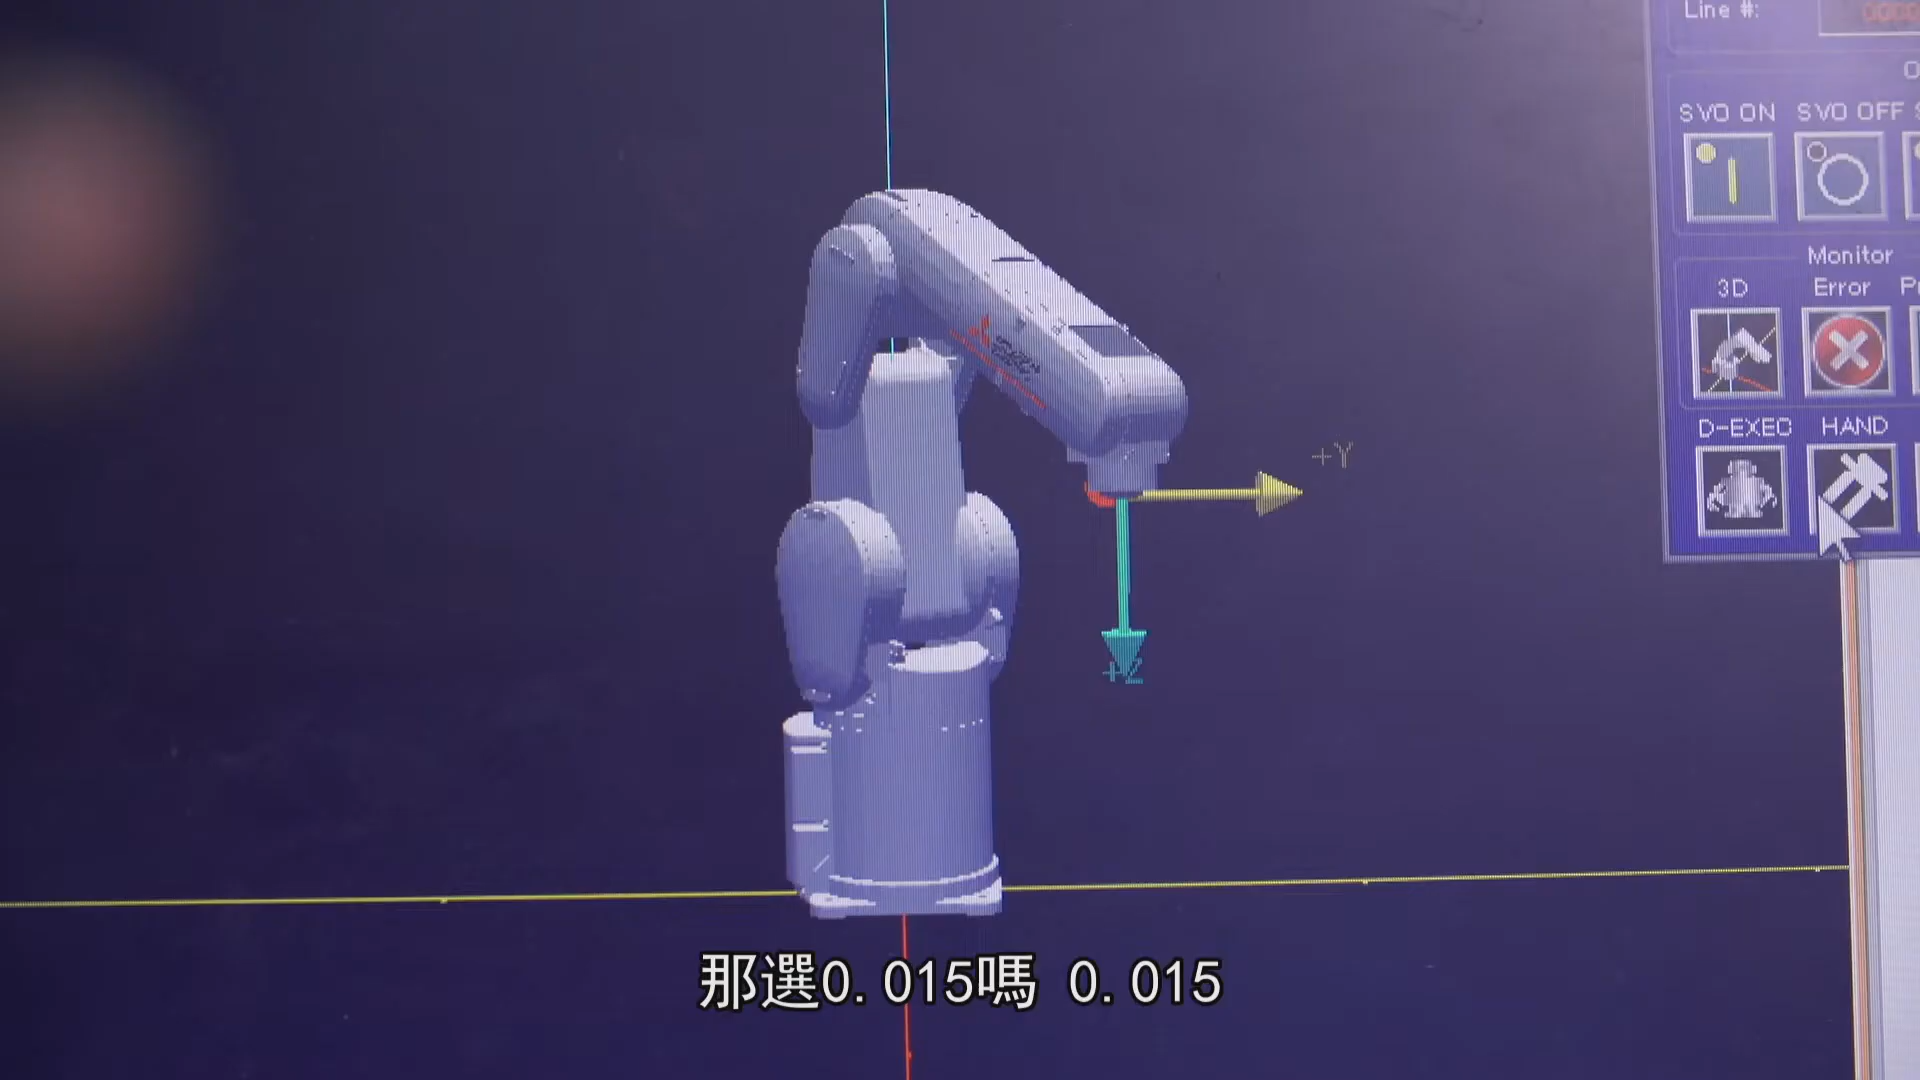 Line #:
SVO ON
SVO OFF
Monitor
3D
Error
D-EXEC
HAND
+Y
+Z
那選0.015嗎 0.015